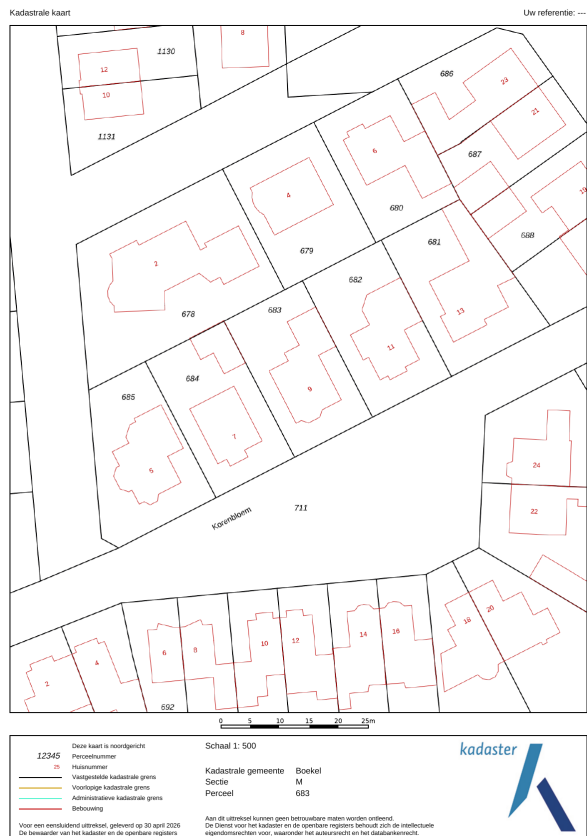 Kadastrale kaart
Uw referentie: ---
8
1130
12
10
1131
686
23
21
6
687
4
19
680
688
681
679
2
682
678
683
13
11
684
685
9
7
5
24
22
Korenbloem
711
20
18
16
14
12
10
8
6
4
2
692
0 5 10 15 20 25m
Deze kaart is noordgericht
12345 Perceelnummer
25 Huisnummer
Vastgestelde kadastrale grens
Voorlopige kadastrale grens
Administratieve kadastrale grens
Bebouwing
Voor een eensluidend uittreksel, geleverd op 30 april 2026
De bewaarder van het kadaster en de openbare registers
Schaal 1: 500
Kadastrale gemeente Boekel
Sectie M
Perceel 683
Aan dit uittreksel kunnen geen betrouwbare maten worden ontleend.
De Dienst voor het kadaster en de openbare registers behoudt zich de intellectuele
eigendomsrechten voor, waaronder het auteursrecht en het databankenrecht.
kadaster